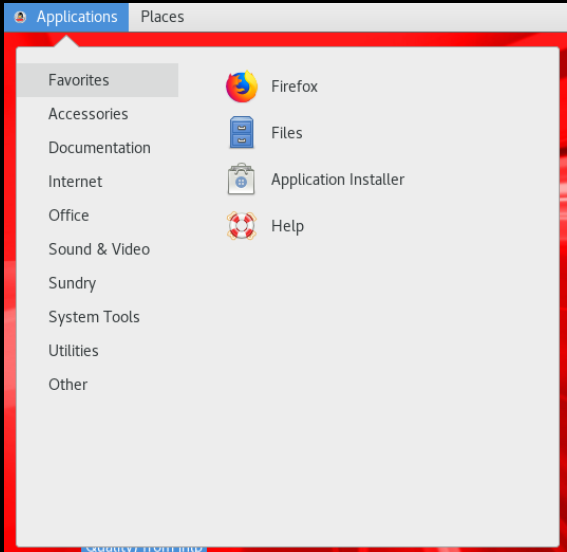 Applications Places
Favorites
Accessories
Documentation
Internet
Office
Sound & Video
Sundry
System Tools
Utilities
Other
Firefox
Files
Application Installer
Help